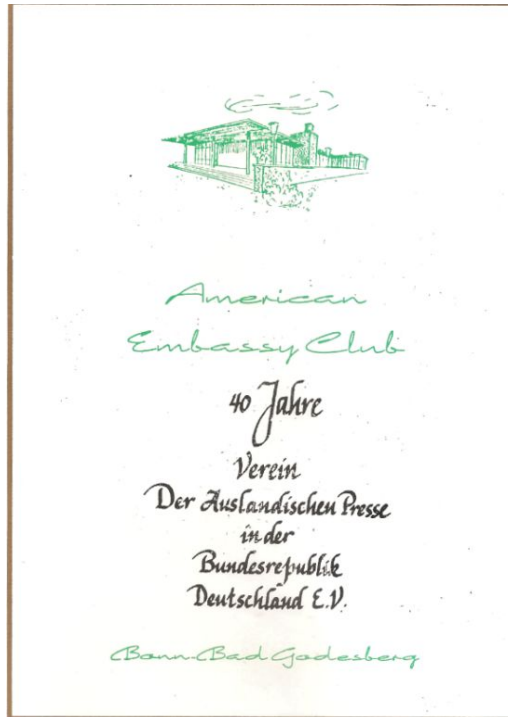 American
Embassy Club
40 Jahre
Verein
Der Auslandischen Presse
in der
Bundesrepublik
Deutschland E.V.
Bonn-Bad Godesberg